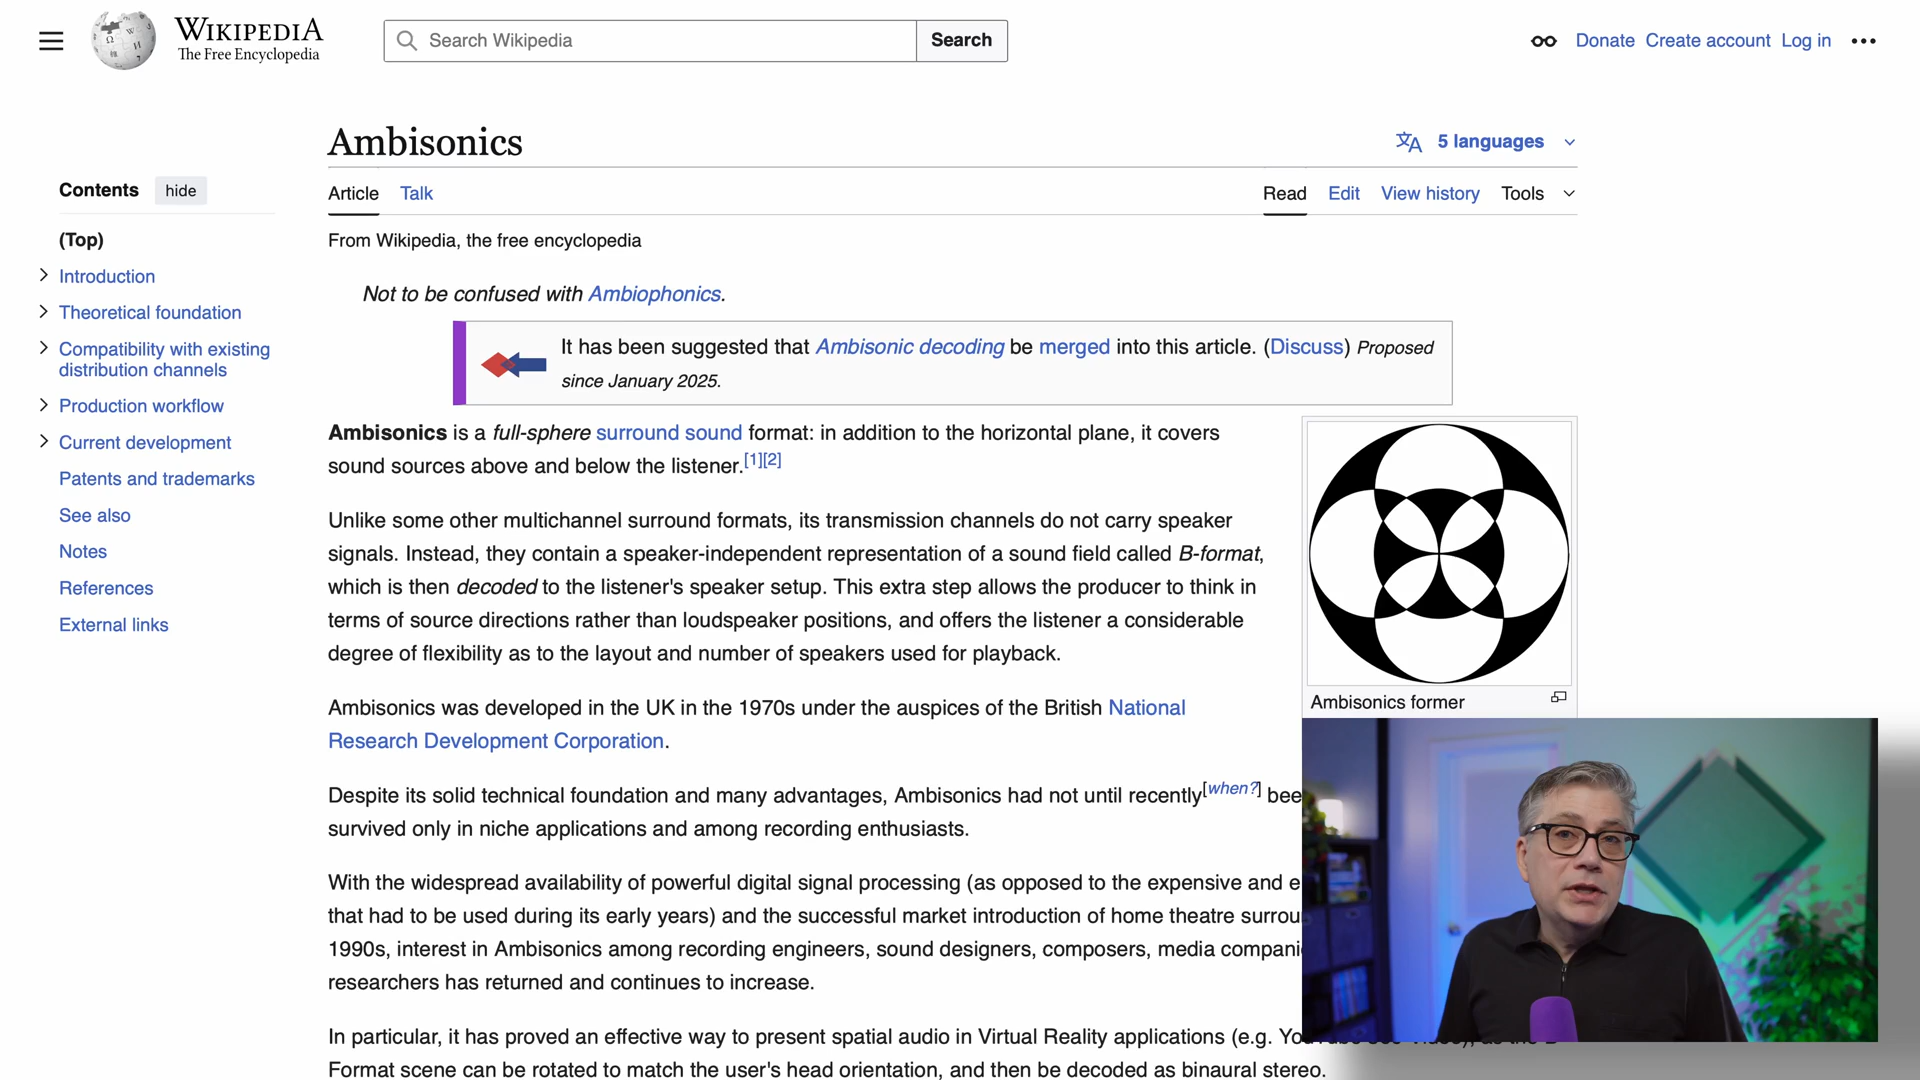 WIKIPEDIA
The Free Encyclopedia
Search Wikipedia
Search
Donate Create account Log in
Ambisonics
5 languages
Contents hide
Article Talk
Read Edit View history Tools
(Top)
Introduction
Theoretical foundation
Compatibility with existing
distribution channels
Production workflow
Current development
Patents and trademarks
See also
Notes
References
External links
From Wikipedia, the free encyclopedia
Not to be confused with Ambiophonics.
It has been suggested that Ambisonic decoding be merged into this article. (Discuss) Proposed
since January 2025.
Ambisonics is a full-sphere surround sound format: in addition to the horizontal plane, it covers
sound sources above and below the listener.[1][2]
Unlike some other multichannel surround formats, its transmission channels do not carry speaker
signals. Instead, they contain a speaker-independent representation of a sound field called B-format,
which is then decoded to the listener's speaker setup. This extra step allows the producer to think in
terms of source directions rather than loudspeaker positions, and offers the listener a considerable
degree of flexibility as to the layout and number of speakers used for playback.
Ambisonics was developed in the UK in the 1970s under the auspices of the British National
Research Development Corporation.
Despite its solid technical foundation and many advantages, Ambisonics had not until recently[when?] bee
survived only in niche applications and among recording enthusiasts.
With the widespread availability of powerful digital signal processing (as opposed to the expensive and e
that had to be used during its early years) and the successful market introduction of home theatre surrou
1990s, interest in Ambisonics among recording engineers, sound designers, composers, media compani
researchers has returned and continues to increase.
In particular, it has proved an effective way to present spatial audio in Virtual Reality applications (e.g. Yo
Format scene can be rotated to match the user's head orientation, and then be decoded as binaural stereo.
Ambisonics former